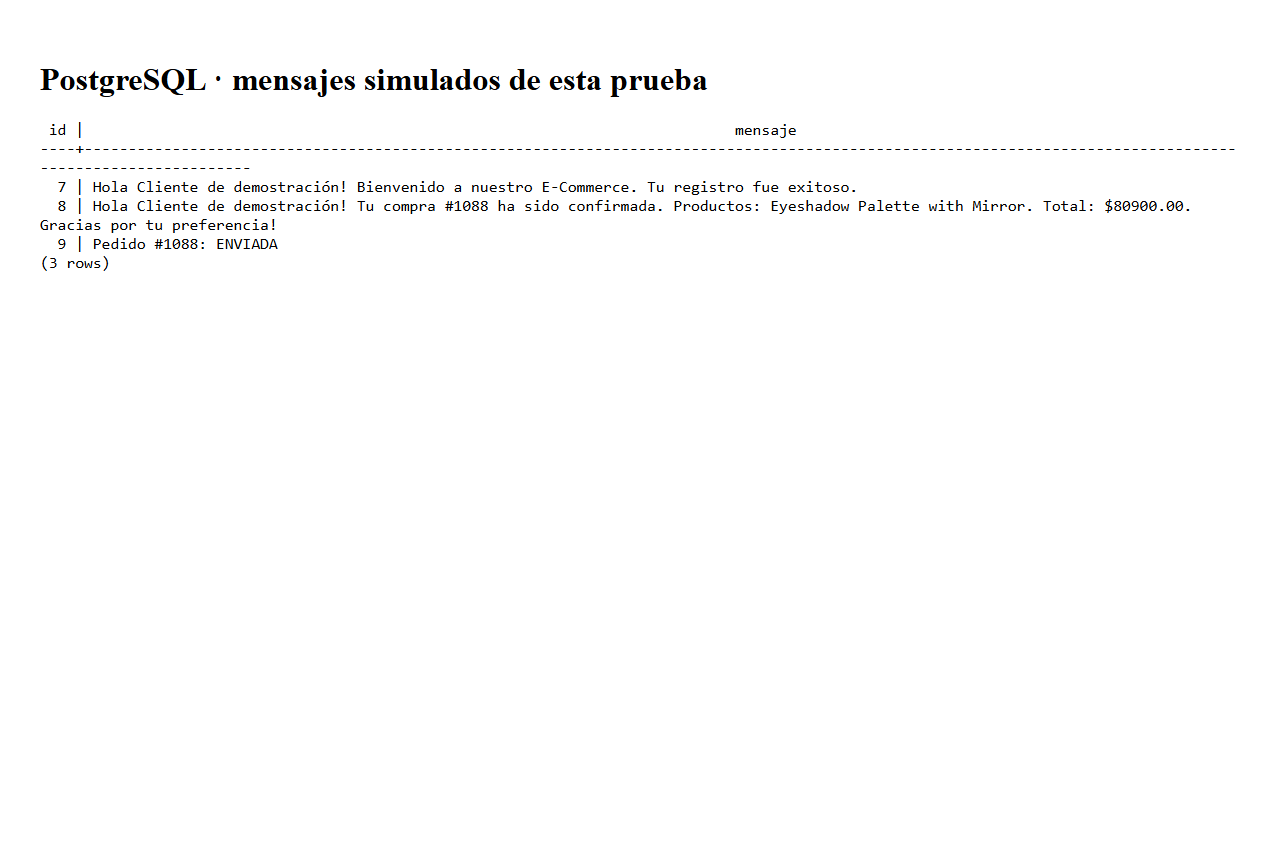 PostgreSQL · mensajes simulados de esta prueba
id | mensaje
----+--------------------------------------------------------------------------------------------------------------------------------------
------------------------
7 | Hola Cliente de demostración! Bienvenido a nuestro E-Commerce. Tu registro fue exitoso.
8 | Hola Cliente de demostración! Tu compra #1088 ha sido confirmada. Productos: Eyeshadow Palette with Mirror. Total: $80900.00.
Gracias por tu preferencia!
9 | Pedido #1088: ENVIADA
(3 rows)